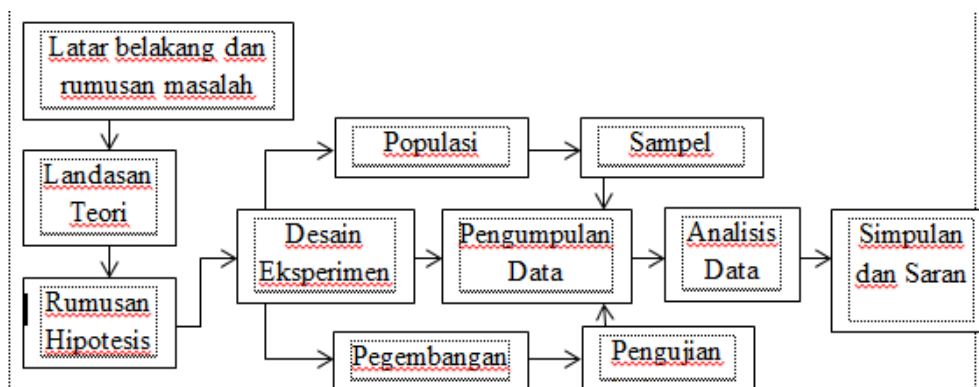 Latar belakang dan
rumusan masalah
Landasan
Teori
Rumusan
Hipotesis
Desain
Eksperimen
Populasi
Sampel
Pengumpulan
Data
Pegembangan
Pengujian
Analisis
Data
Simpulan
dan Saran